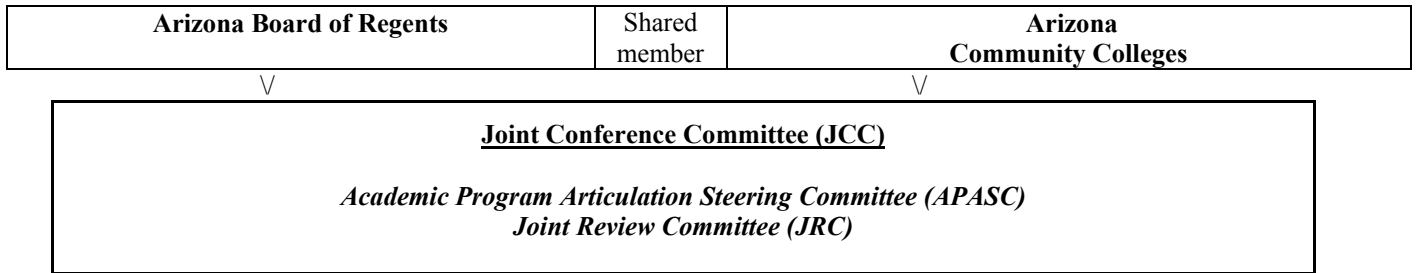 Arizona Board of Regents
Shared
member
Arizona
Community Colleges
\/ \/
Joint Conference Committee (JCC)
Academic Program Articulation Steering Committee (APASC)
Joint Review Committee (JRC)